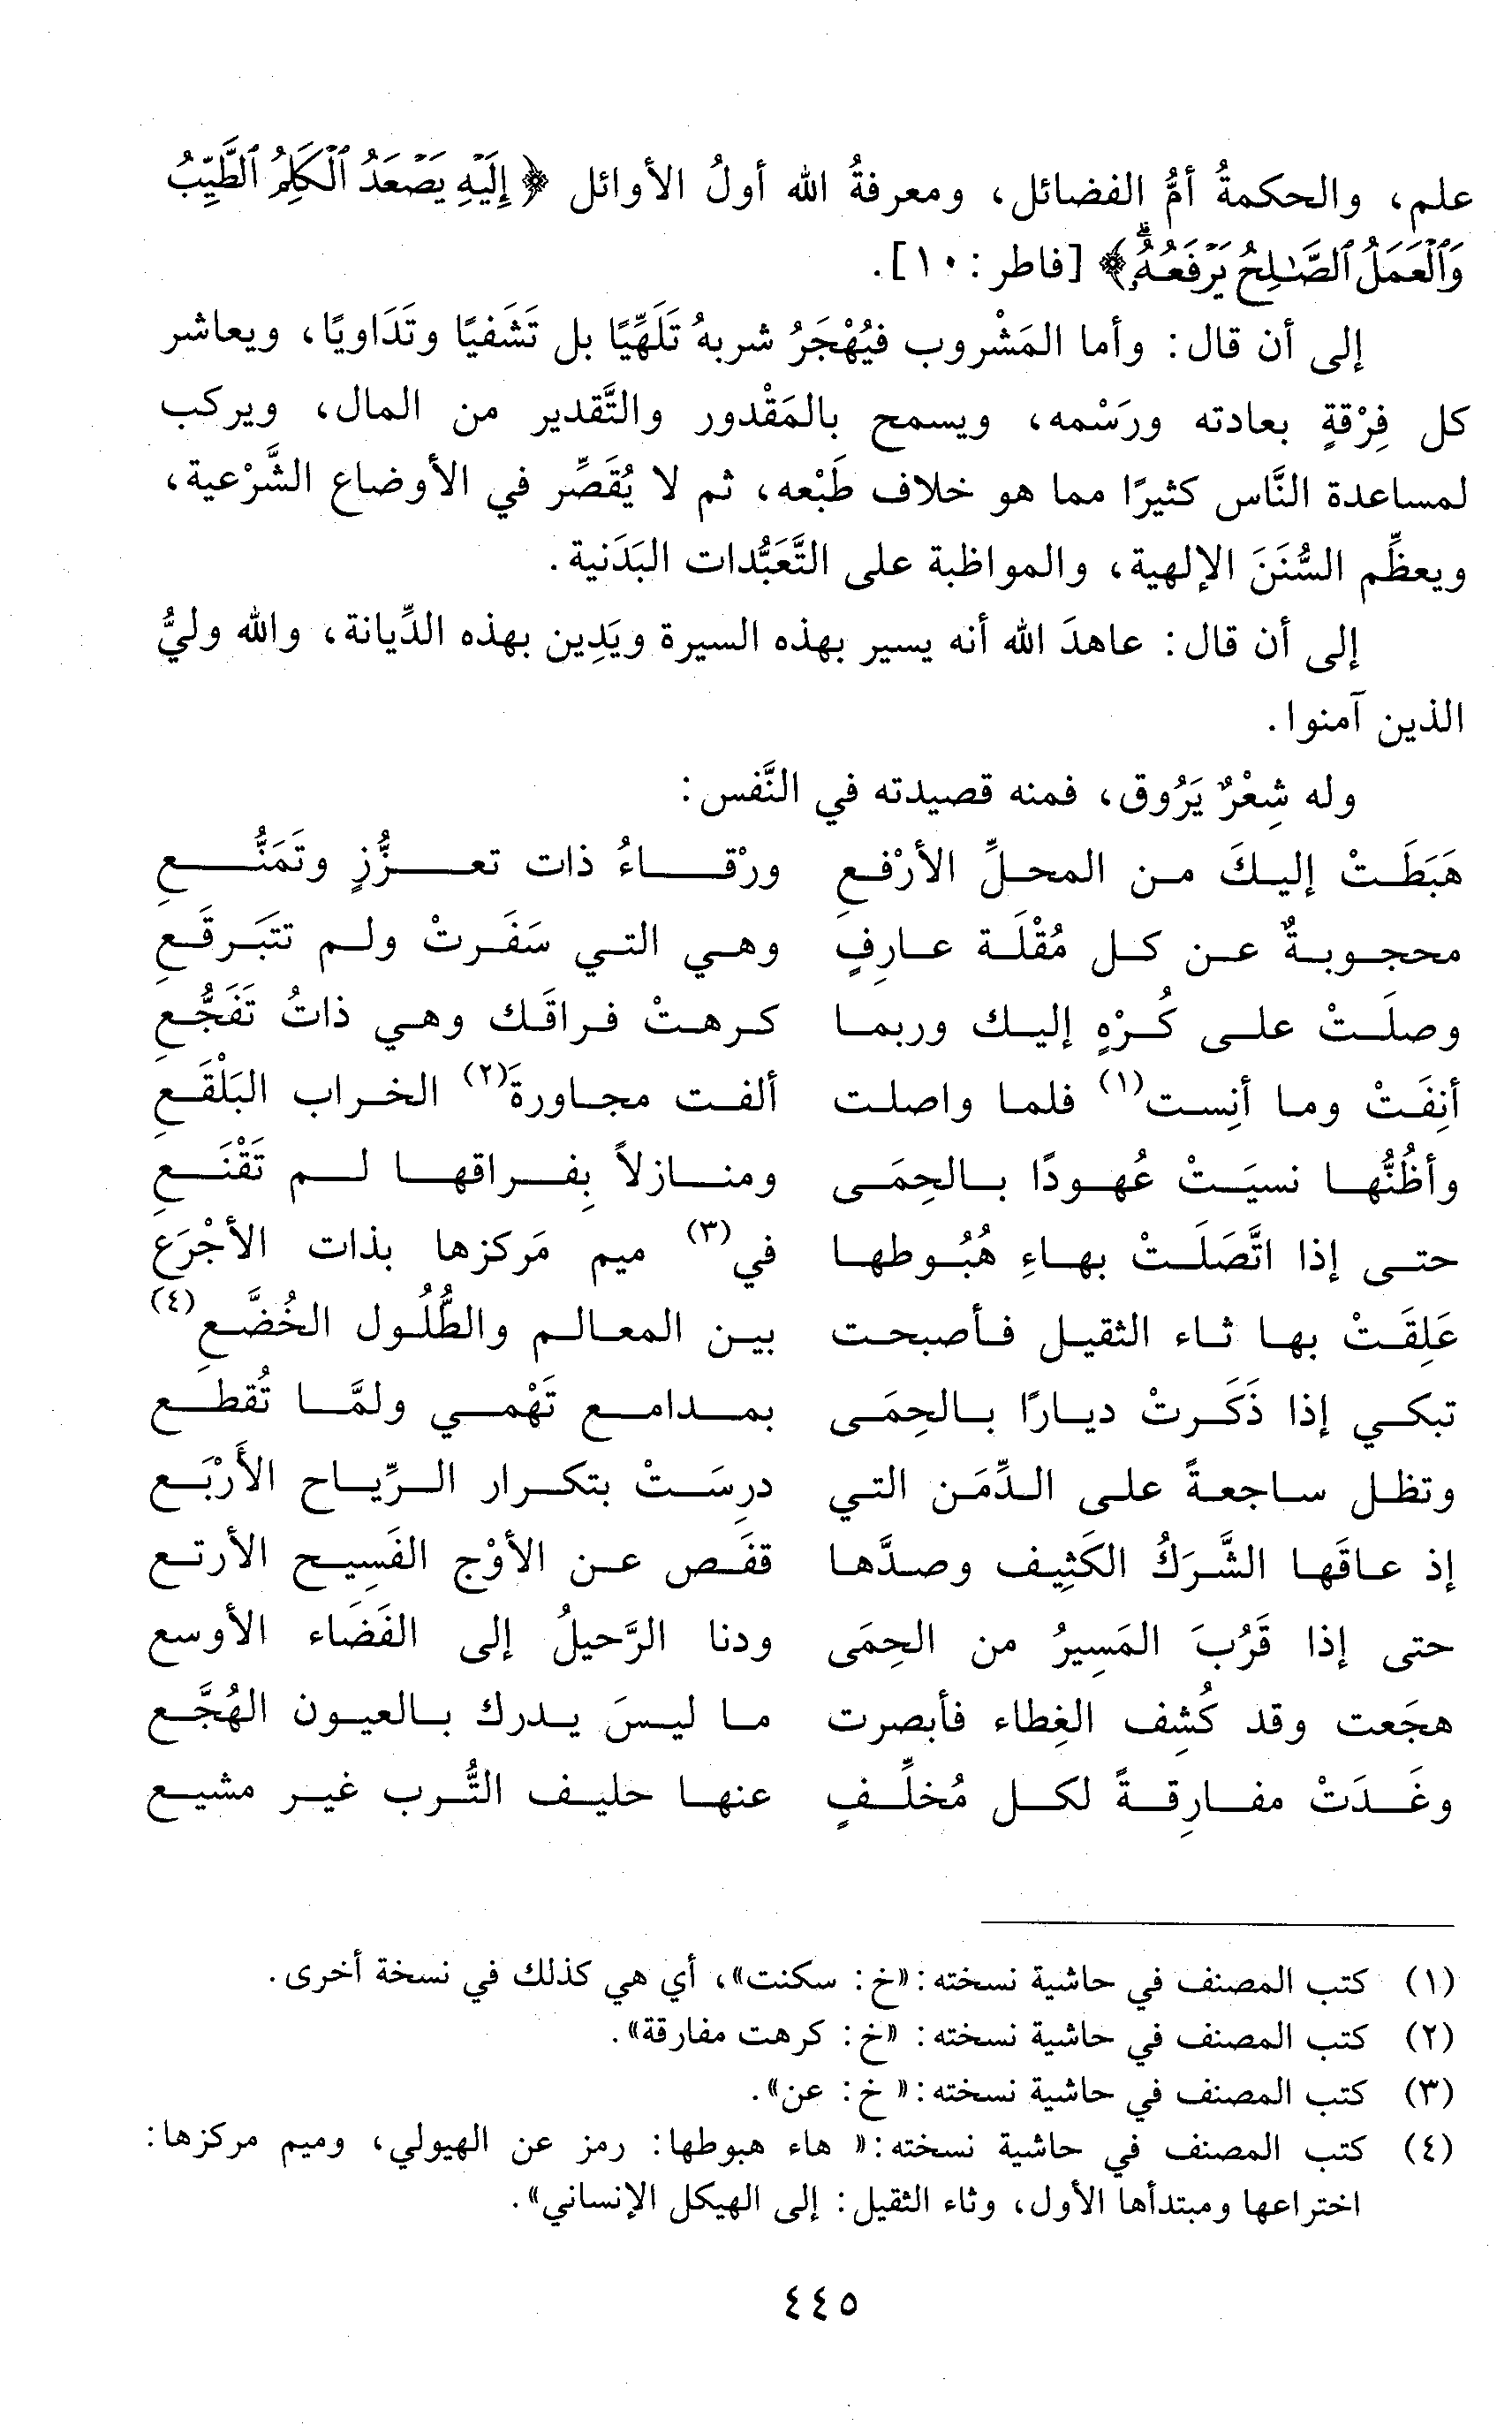 علم، والحكمةُ أمُّ الفضائل، ومعرفةُ الله أولُ الأوائل ﴿ إِلَيْهِ يَصْعَدُ ٱلْكَلِمُ ٱلطَّيِّبُ
وَٱلْعَمَلُ ٱلصَّٰلِحُ يَرْفَعُهُۥۚ ﴾ [فاطر: ١٠].
إلى أن قال: وأما المَشْروب فيُهْجَرُ شربهُ تَلَهِّيًا بل تَشَفيًا وتَدَاويًا، ويعاشر
كل فِرْقةٍ بعادته ورَسْمه، ويسمح بالمَقْدور والتَّقدير من المال، ويركب
لمساعدة النَّاس كثيرًا مما هو خلاف طَبْعه، ثم لا يُقَصِّر في الأوضاع الشَّرْعية،
ويعظِّم السُّنَنَ الإلهية، والمواظبة على التَّعَبُّدات البَدَنية.
إلى أن قال: عاهدَ الله أنه يسير بهذه السيرة ويَدِين بهذه الدِّيانة، والله وليُّ
الذين آمنوا.
وله شِعْرٌ يَرُوق، فمنه قصيدته في النَّفس:
هَبَطَتْ إليكَ من المحلِّ الأرْفعِ ورْقاءُ ذات تعزُّزٍ وتَمَنُّعِ
محجوبةٌ عن كل مُقْلَة عارِفٍ وهي التي سَفَرتْ ولم تتَبَرقَعِ
وصلَتْ على كُرْهٍ إليك وربما كرهتْ فراقَك وهي ذاتُ تَفَجُّعِ
أنِفَتْ وما أنِست(١) فلما واصلت ألفت مجاورةَ(٢) الخراب البَلْقَعِ
وأظُنُّها نسيَتْ عُهودًا بالحِمَى ومنازلاً بِفراقها لم تَقْنَعِ
حتى إذا اتَّصَلَتْ بهاءِ هُبُوطها في(٣) ميم مَركزها بذات الأجْرَعِ
عَلِقَتْ بها ثاء الثقيل فأصبحت بين المعالم والطُّلُول الخُضَّعِ(٤)
تبكي إذا ذَكَرتْ ديارًا بالحِمَى بمدامع تَهْمي ولمَّا تُقطع
وتظل ساجعةً على الدِّمَن التي درِسَتْ بتكرار الرِّياح الأَرْبَع
إذ عاقَها الشَّرَكُ الكَثِيف وصدَّها قفَص عن الأوْج الفَسِيح الأرتع
حتى إذا قَرُبَ المَسِيرُ من الحِمَى ودنا الرَّحيلُ إلى الفَضَاء الأوسع
هجَعت وقد كُشِف الغِطاء فأبصرت ما ليسَ يدرك بالعيون الهُجَّع
وغَدَتْ مفارِقةً لكل مُخلِّفٍ عنها حليف التُّرب غير مشيع
(١) كتب المصنف في حاشية نسخته: «خ: سكنت»، أي هي كذلك في نسخة أخرى.
(٢) كتب المصنف في حاشية نسخته: «خ: كرهت مفارقة».
(٣) كتب المصنف في حاشية نسخته: « خ: عن».
(٤) كتب المصنف في حاشية نسخته: « هاء هبوطها: رمز عن الهيولي، وميم مركزها:
اختراعها ومبتدأها الأول، وثاء الثقيل: إلى الهيكل الإنساني».
٤٤٥